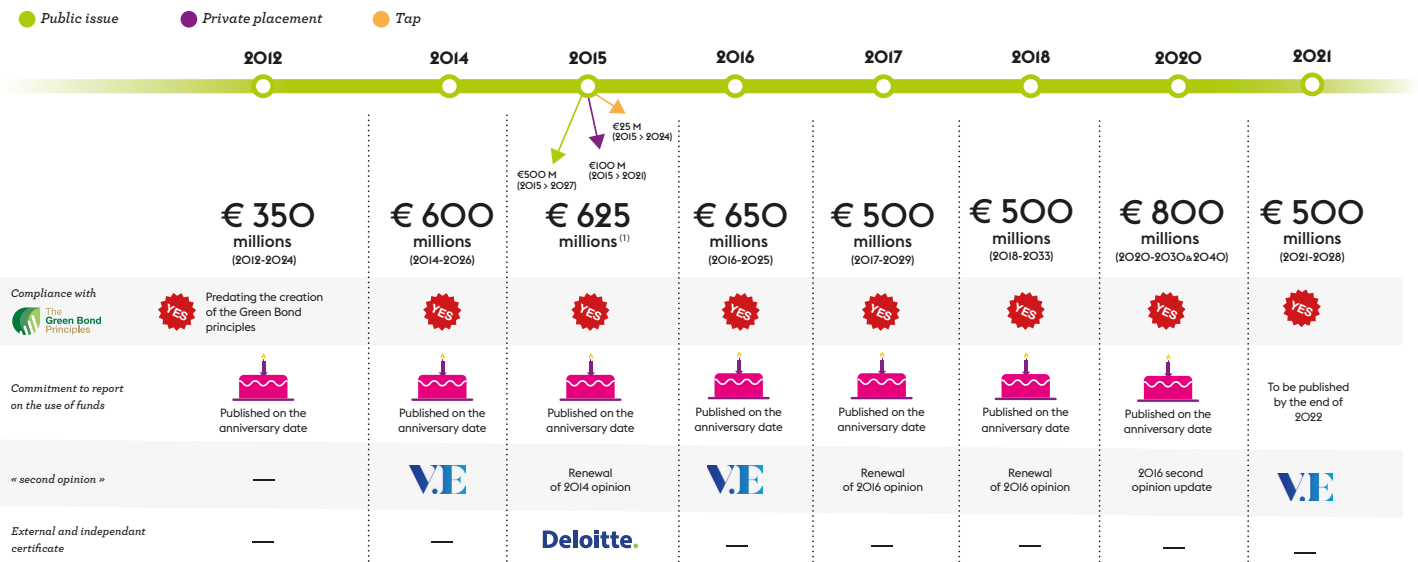 Public issue
Private placement
Tap
2012
2014
2015
2016
2017
2018
2020
2021
€25 M
(2015 > 2024)
€100 M
(2015 > 2021)
€500 M
(2015 > 2027)
€ 350
millions
(2012-2024)
€ 600
millions
(2014-2026)
€ 625
millions (1)
€ 650
millions
(2016-2025)
€ 500
millions
(2017-2029)
€ 500
millions
(2018-2033)
€ 800
millions
(2020-2030&2040)
€ 500
millions
(2021-2028)
Compliance with
The
Green Bond
Principles
YES
Predating the creation
of the Green Bond
principles
YES
YES
YES
YES
YES
YES
YES
Commitment to report
on the use of funds
Published on the
anniversary date
Published on the
anniversary date
Published on the
anniversary date
Published on the
anniversary date
Published on the
anniversary date
Published on the
anniversary date
Published on the
anniversary date
To be published
by the end of
2022
« second opinion »
—
V.E
Renewal
of 2014 opinion
V.E
Renewal
of 2016 opinion
Renewal
of 2016 opinion
2016 second
opinion update
V.E
External and independant
certificate
—
—
Deloitte.
—
—
—
—
—